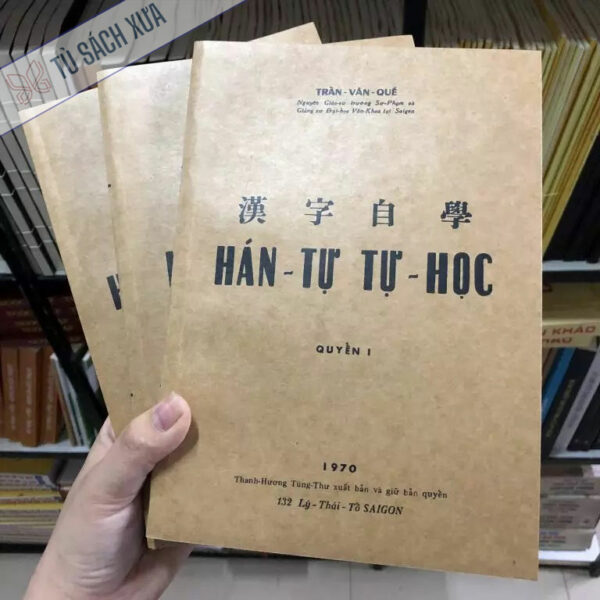 TỦ SÁCH XƯA
TRẦN-VĂN-QUẾ
Nguyên Giáo-sư trường Sư-Phạm và
Giảng sư Đại-học Văn-Khoa tại Saigon
漢字自學
HÁN-TỰ TỰ-HỌC
QUYỀN I
1970
Thanh-Hương Tùng-Thư xuất bản và giữ bản quyền
132 Lý-Thái-Tổ SAIGON
KHẢO